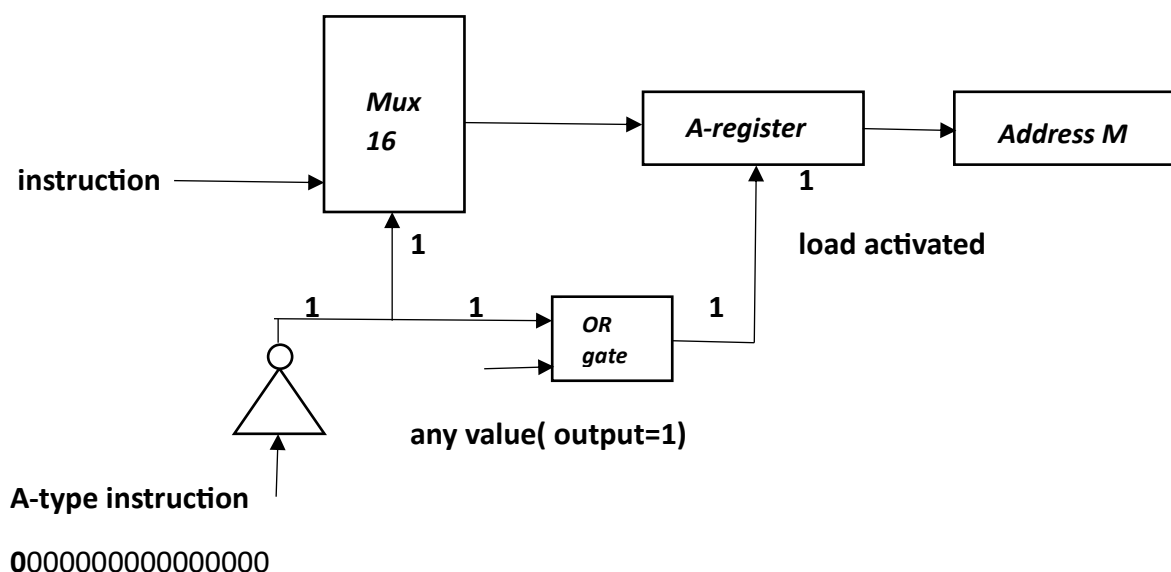 Mux
16
A-register
Address M
instruction
1
1
load activated
1
1
1
OR
gate
any value( output=1)
A-type instruction
0000000000000000